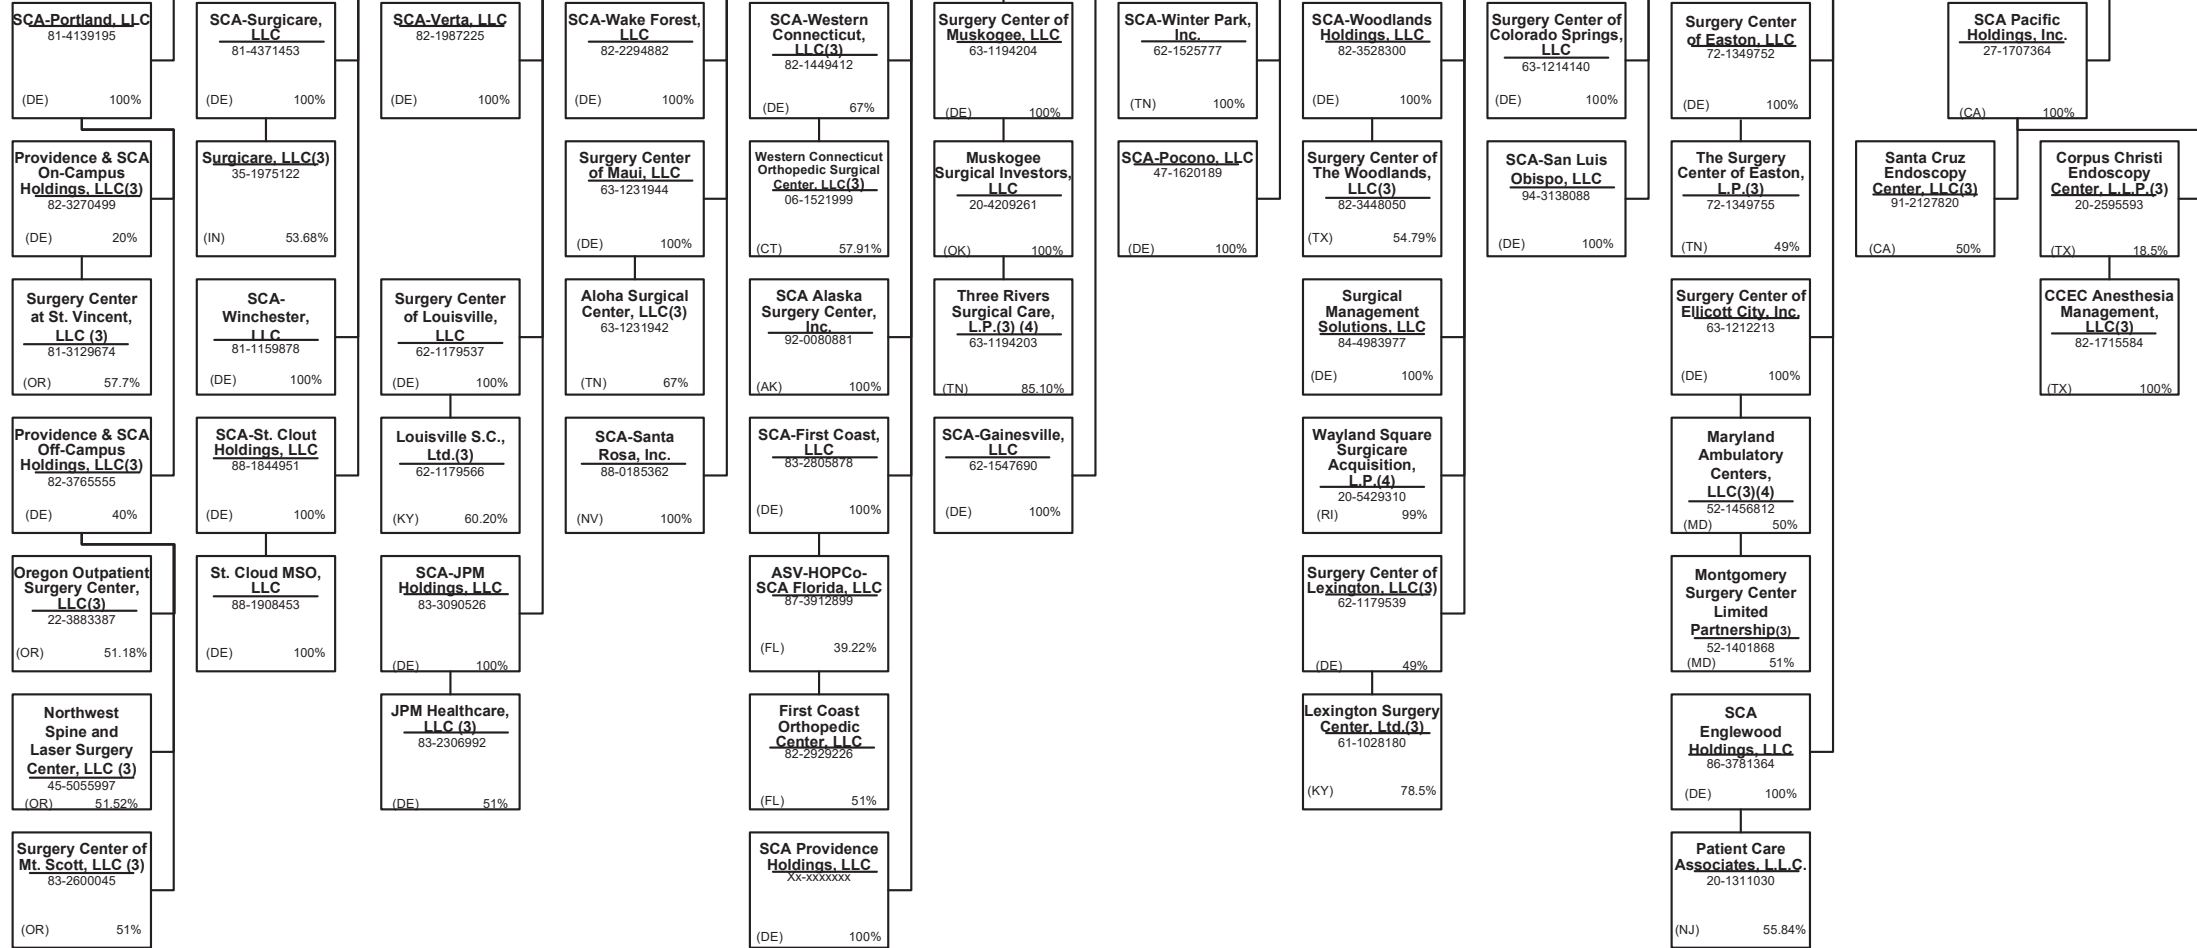 SCA-Portland, LLC
81-4139195
(DE) 100%
Providence & SCA
On-Campus
Holdings, LLC(3)
82-3270499
(DE) 20%
Surgery Center
at St. Vincent,
LLC (3)
81-3129674
(OR) 57.7%
Providence & SCA
Off-Campus
Holdings, LLC(3)
82-3765555
(DE) 40%
Oregon Outpatient
Surgery Center,
LLC(3)
22-3883387
(OR) 51.18%
Northwest
Spine and
Laser Surgery
Center, LLC (3)
45-5055997
(OR) 51.52%
Surgery Center of
Mt. Scott, LLC (3)
83-2600045
(OR) 51%
SCA-Surgicare,
LLC
81-4371453
(DE) 100%
Surgicare, LLC(3)
35-1975122
(IN) 53.68%
SCA-
Winchester,
LLC
81-1159878
(DE) 100%
SCA-St. Clout
Holdings, LLC
88-1844951
(DE) 100%
St. Cloud MSO,
LLC
88-1908453
(DE) 100%
SCA-Verta, LLC
82-1987225
(DE) 100%
Surgery Center
of Louisville,
LLC
62-1179537
(DE) 100%
Louisville S.C.,
Ltd.(3)
62-1179566
(KY) 60.20%
SCA-JPM
Holdings, LLC
83-3090526
(DE) 100%
JPM Healthcare,
LLC (3)
83-2306992
(DE) 51%
SCA-Wake Forest,
LLC
82-2294882
(DE) 100%
Surgery Center
of Maui, LLC
63-1231944
(DE) 100%
Aloha Surgical
Center, LLC(3)
63-1231942
(TN) 67%
SCA-Santa
Rosa, Inc.
88-0185362
(NV) 100%
SCA-Western
Connecticut,
LLC(3)
82-1449412
(DE) 67%
Western Connecticut
Orthopedic Surgical
Center, LLC(3)
06-1521999
(CT) 57.91%
SCA Alaska
Surgery Center,
Inc.
92-0080881
(AK) 100%
SCA-First Coast,
LLC
83-2805878
(DE) 100%
ASV-HOPCo-
SCA Florida, LLC
87-3912899
(FL) 39.22%
First Coast
Orthopedic
Center, LLC
82-2929226
(FL) 51%
SCA Providence
Holdings, LLC
Xx-xxxxxxx
(DE) 100%
Surgery Center of
Muskogee, LLC
63-1194204
(DE) 100%
Muskogee
Surgical Investors,
LLC
20-4209261
(OK) 100%
Three Rivers
Surgical Care,
L.P.(3) (4)
63-1194203
(TN) 85.10%
SCA-Gainesville,
LLC
62-1547690
(DE) 100%
SCA-Winter Park,
Inc.
62-1525777
(TN) 100%
SCA-Pocono, LLC
47-1620189
(DE) 100%
SCA-Woodlands
Holdings, LLC
82-3528300
(DE) 100%
Surgery Center of
The Woodlands,
LLC(3)
82-3448050
(TX) 54.79%
Surgical
Management
Solutions, LLC
84-4983977
(DE) 100%
Wayland Square
Surgicare
Acquisition,
L.P.(4)
20-5429310
(RI) 99%
Surgery Center of
Lexington, LLC(3)
62-1179539
(DE) 49%
Lexington Surgery
Center, Ltd.(3)
61-1028180
(KY) 78.5%
Surgery Center of
Colorado Springs,
LLC
63-1214140
(DE) 100%
SCA-San Luis
Obispo, LLC
94-3138088
(DE) 100%
Surgery Center
of Easton, LLC
72-1349752
(DE) 100%
The Surgery
Center of Easton,
L.P.(3)
72-1349755
(TN) 49%
Surgery Center of
Ellicott City, Inc.
63-1212213
(DE) 100%
Maryland
Ambulatory
Centers,
LLC(3)(4)
52-1456812
(MD) 50%
Montgomery
Surgery Center
Limited
Partnership(3)
52-1401868
(MD) 51%
SCA
Englewood
Holdings, LLC
86-3781364
(DE) 100%
Patient Care
Associates, L.L.C.
20-1311030
(NJ) 55.84%
SCA Pacific
Holdings, Inc.
27-1707364
(CA) 100%
Santa Cruz
Endoscopy
Center, LLC(3)
91-2127820
(CA) 50%
Corpus Christi
Endoscopy
Center, L.L.P.(3)
20-2595593
(TX) 18.5%
CCEC Anesthesia
Management,
LLC(3)
82-1715584
(TX) 100%